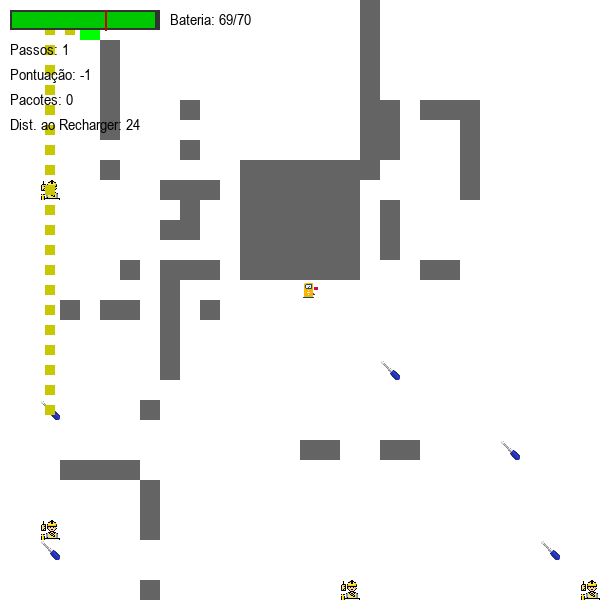 Bateria: 69/70
Passos: 1
Pontuação: -1
Pacotes: 0
Dist. ao Recharger: 24